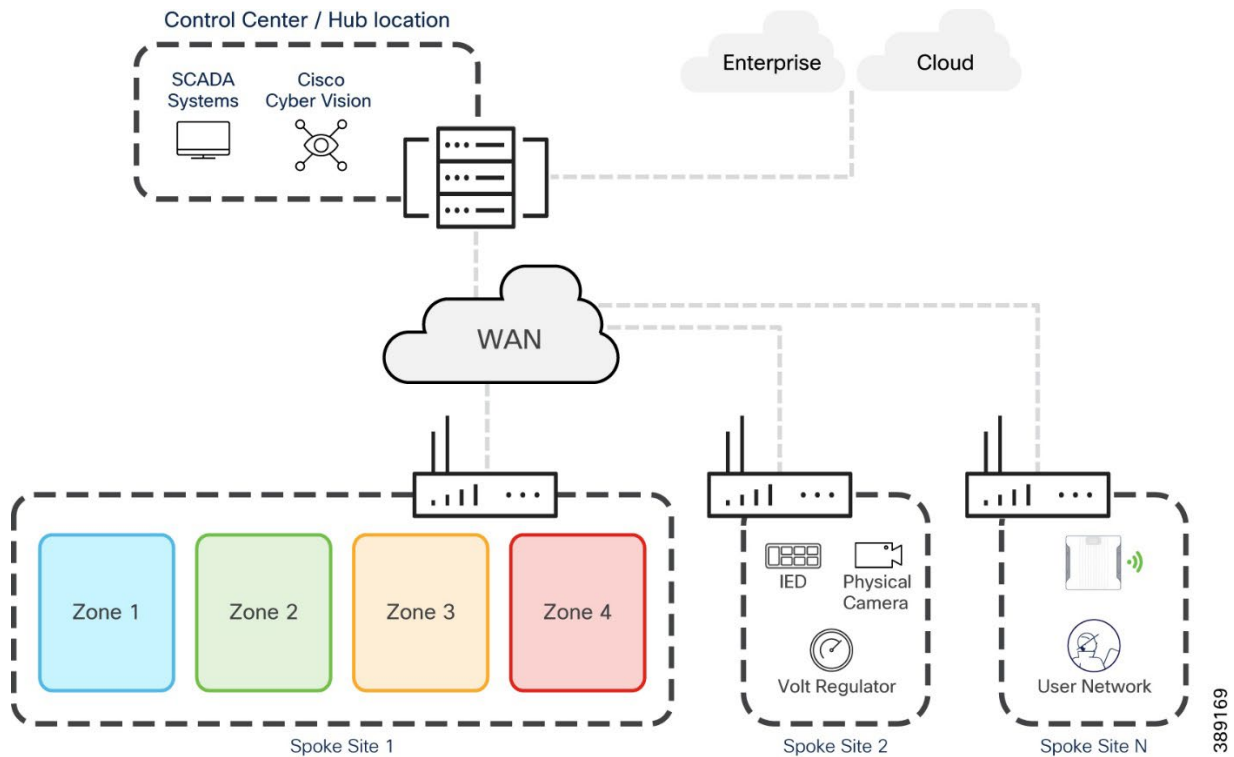 Control Center / Hub location
SCADA
Systems
Cisco
Cyber Vision
Enterprise
Cloud
WAN
Zone 1
Zone 2
Zone 3
Zone 4
IED
Physical
Camera
Volt Regulator
User Network
Spoke Site 1
Spoke Site 2
Spoke Site N
389169